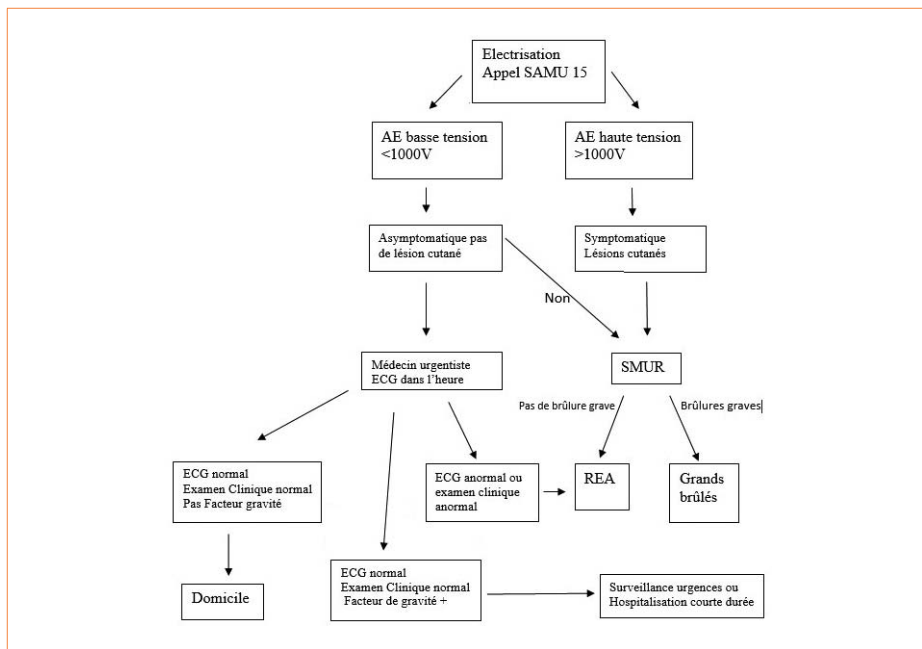 Electrisation
Appel SAMU 15
AE basse tension
<1000V
AE haute tension
>1000V
Asymptomatique pas
de lésion cutané
Symptomatique
Lésions cutanés
Non
Médecin urgentiste
ECG dans l'heure
SMUR
Pas de brûlure grave
Brûlures graves
ECG normal
Examen Clinique normal
Pas Facteur gravité
ECG anormal ou
examen clinique
anormal
REA
Grands
brûlés
Domicile
ECG normal
Examen Clinique normal
Facteur de gravité +
Surveillance urgences ou
Hospitalisation courte durée